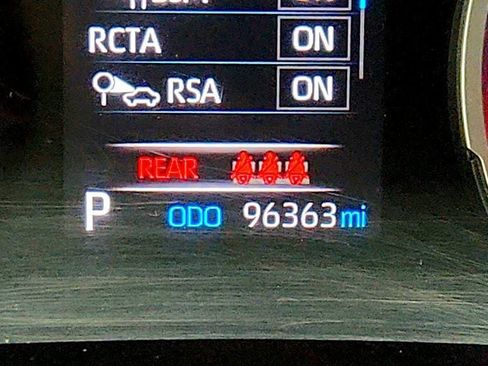 RCTA ON
RSA ON
REAR
P ODO 96363 mi